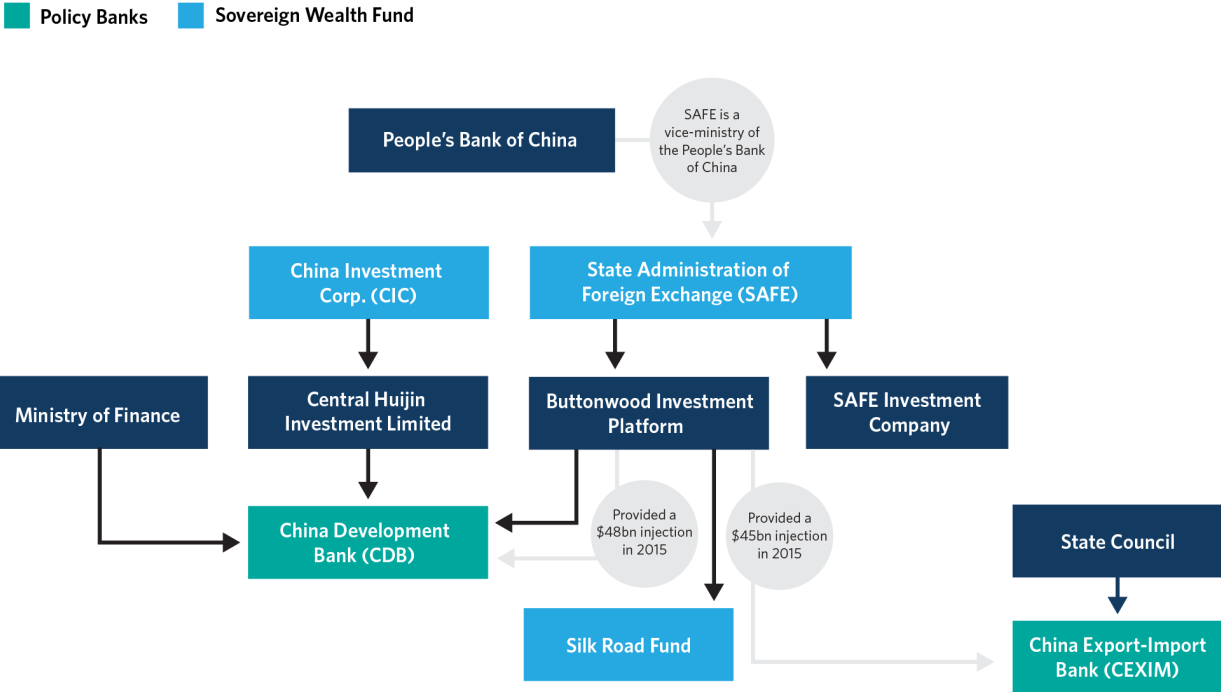 Policy Banks
Sovereign Wealth Fund
People's Bank of China
SAFE is a
vice-ministry of
the People's Bank
of China
China Investment
Corp. (CIC)
State Administration of
Foreign Exchange (SAFE)
Ministry of Finance
Central Huijin
Investment Limited
Buttonwood Investment
Platform
SAFE Investment
Company
China Development
Bank (CDB)
Provided a
$48bn injection
in 2015
Provided a
$45bn injection
in 2015
State Council
Silk Road Fund
China Export-Import
Bank (CEXIM)